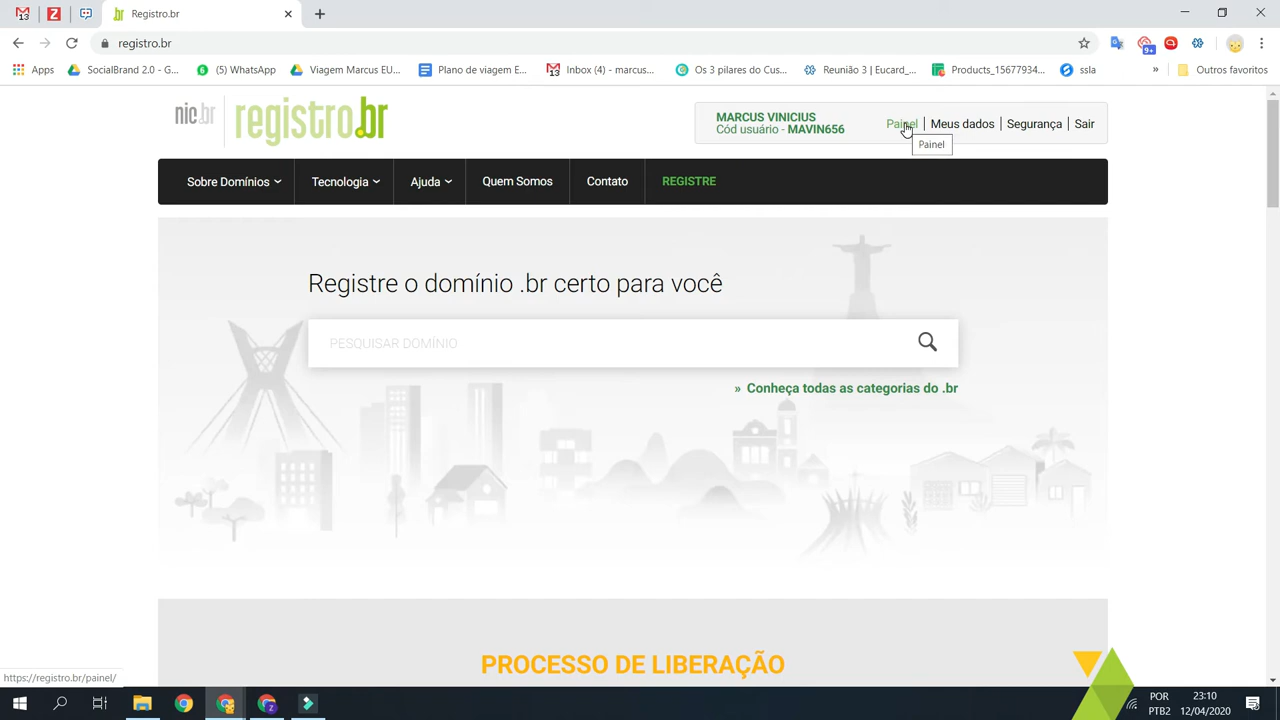 Registro.br
registro.br
Apps
SocialBrand 2.0 - G...
(5) WhatsApp
Viagem Marcus EU...
Plano de viagem E...
Inbox (4) - marcus...
Os 3 pilares do Cus...
Reunião 3 | Eucard_...
Products_15677934...
ssla
»
Outros favoritos
nic.br
registro.br
MARCUS VINICIUS
Cód usuário - MAVIN656
Painel | Meus dados | Segurança | Sair
Painel
Sobre Domínios
Tecnologia
Ajuda
Quem Somos
Contato
REGISTRE
Registre o domínio .br certo para você
PESQUISAR DOMÍNIO
» Conheça todas as categorias do .br
PROCESSO DE LIBERAÇÃO
https://registro.br/painel/
POR
PTB2
23:10
12/04/2020